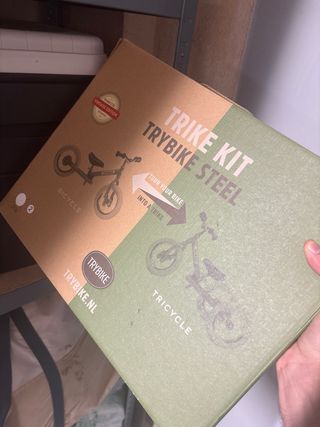 TRIKE KIT
TRYBIKE STEEL
TURN YOUR BIKE
INTO A TRIKE
BICYCLE
TRICYCLE
TRYBIKE
TRYBIKE.NL